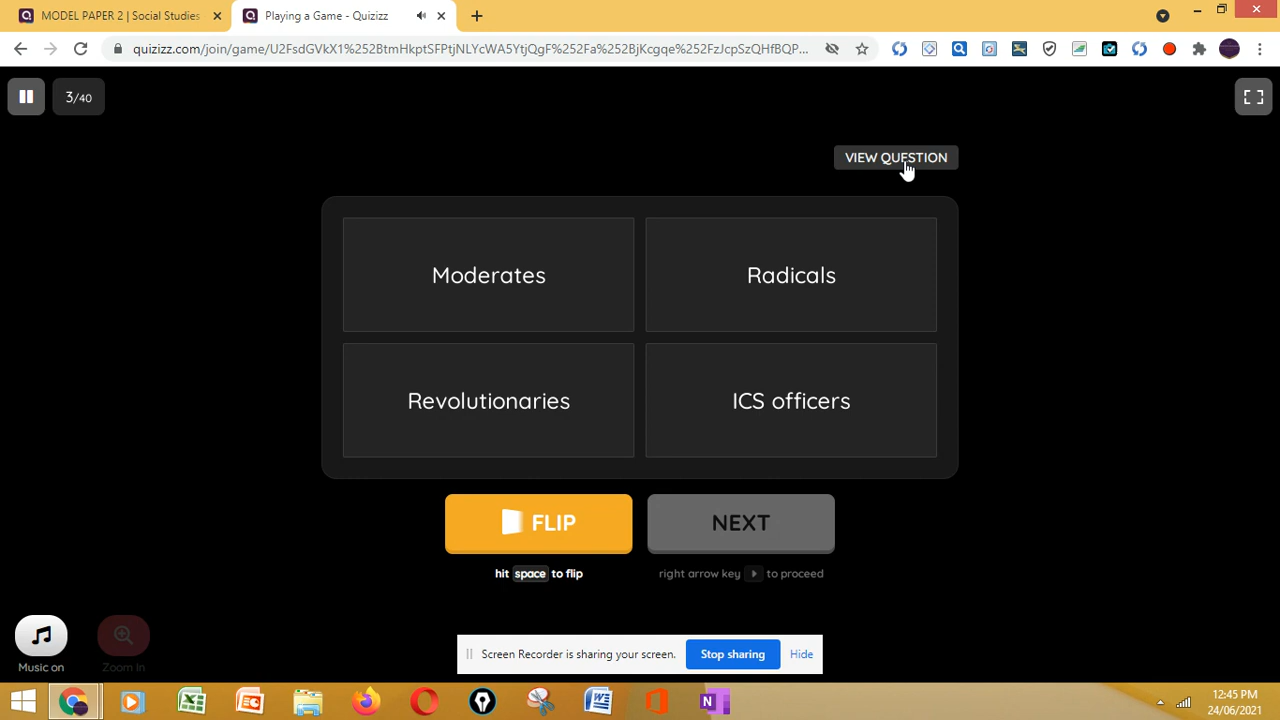 MODEL PAPER 2 | Social Studies
Playing a Game - Quizizz
quizizz.com/join/game/U2FsdGVkX1%252BtmHkptSFPtjNLYcWA5YtjQgF%252Fa%252BjKcgqe%252FzJcpSzQHfBQP...
3/40
VIEW QUESTION
Moderates
Radicals
Revolutionaries
ICS officers
FLIP
NEXT
hit space to flip
right arrow key to proceed
Music on
Zoom In
Screen Recorder is sharing your screen.
Stop sharing
Hide
12:45 PM
24/06/2021